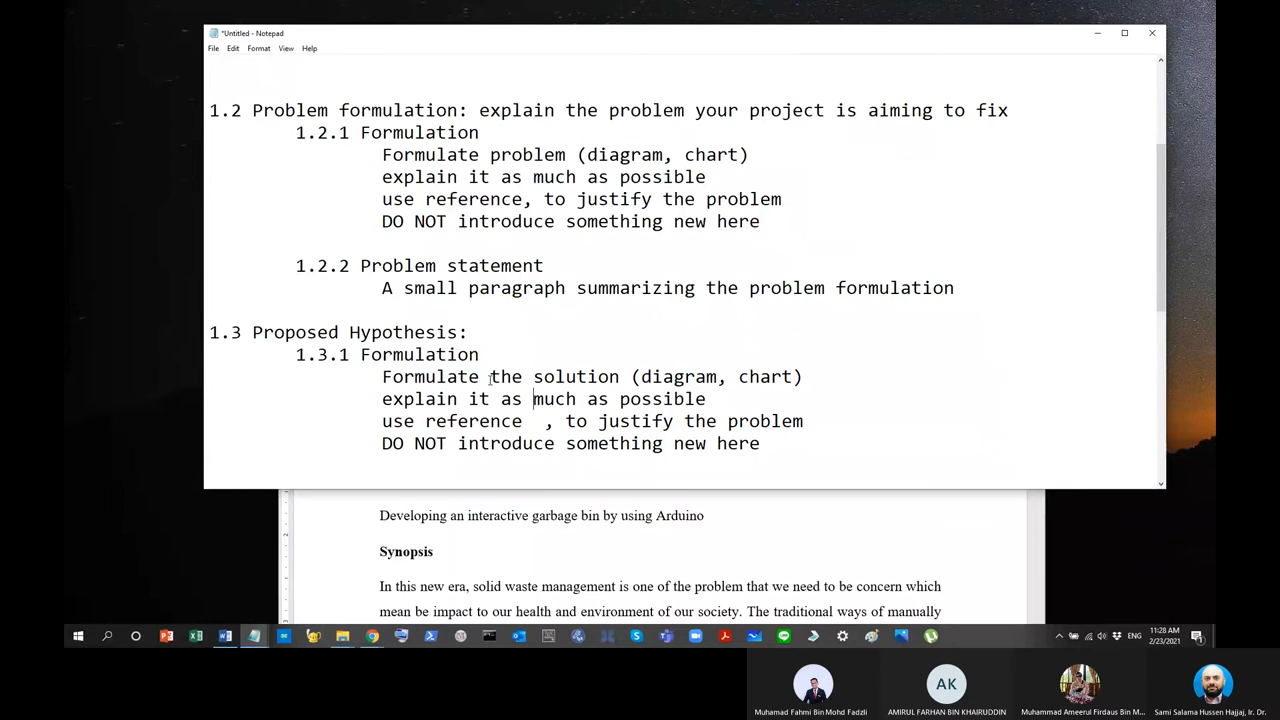 *Untitled - Notepad
File Edit Format View Help
1.2 Problem formulation: explain the problem your project is aiming to fix
1.2.1 Formulation
Formulate problem (diagram, chart)
explain it as much as possible
use reference, to justify the problem
DO NOT introduce something new here
1.2.2 Problem statement
A small paragraph summarizing the problem formulation
1.3 Proposed Hypothesis:
1.3.1 Formulation
Formulate the solution (diagram, chart)
explain it as much as possible
use reference , to justify the problem
DO NOT introduce something new here
Developing an interactive garbage bin by using Arduino
Synopsis
In this new era, solid waste management is one of the problem that we need to be concern which
mean be impact to our health and environment of our society. The traditional ways of manually
ENG
11:28 AM
2/23/2021
AK
Muhamad Fahmi Bin Mohd Fadzli
AMIRUL FARHAN BIN KHAIRUDDIN
Muhammad Ameerul Firdaus Bin M...
Sami Salama Hussen Hajjaj, Ir. Dr.